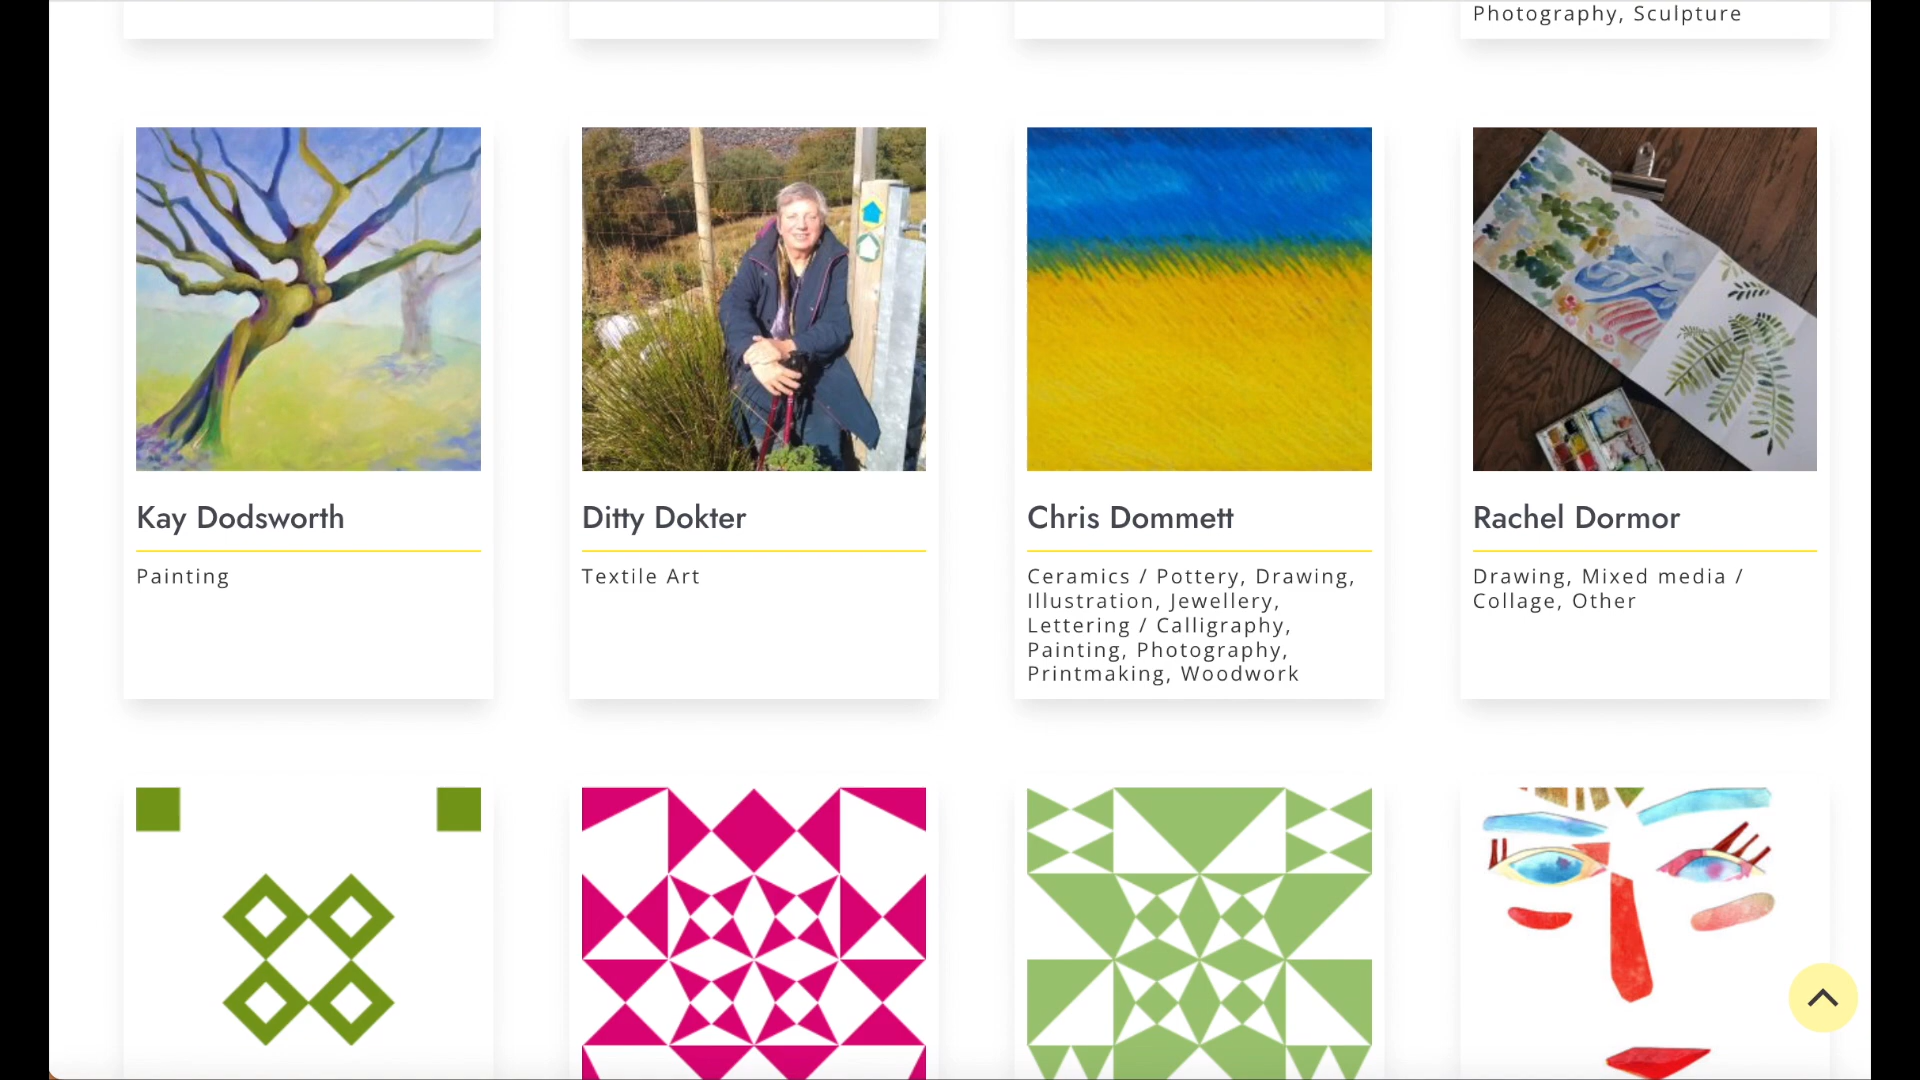 Photography, Sculpture
Kay Dodsworth
Painting
Ditty Dokter
Textile Art
Chris Dommett
Ceramics / Pottery, Drawing,
Illustration, Jewellery,
Lettering / Calligraphy,
Painting, Photography,
Printmaking, Woodwork
Rachel Dormor
Drawing, Mixed media /
Collage, Other